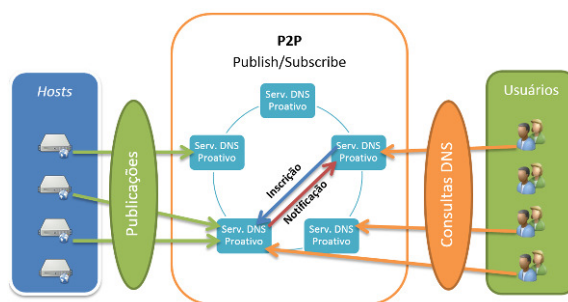 P2P
Publish/Subscribe
Hosts
Publicações
Serv. DNS
Proativo
Serv. DNS
Proativo
Serv. DNS
Proativo
Inscrição
Notificação
Serv. DNS
Proativo
Serv. DNS
Proativo
Consultas DNS
Usuários